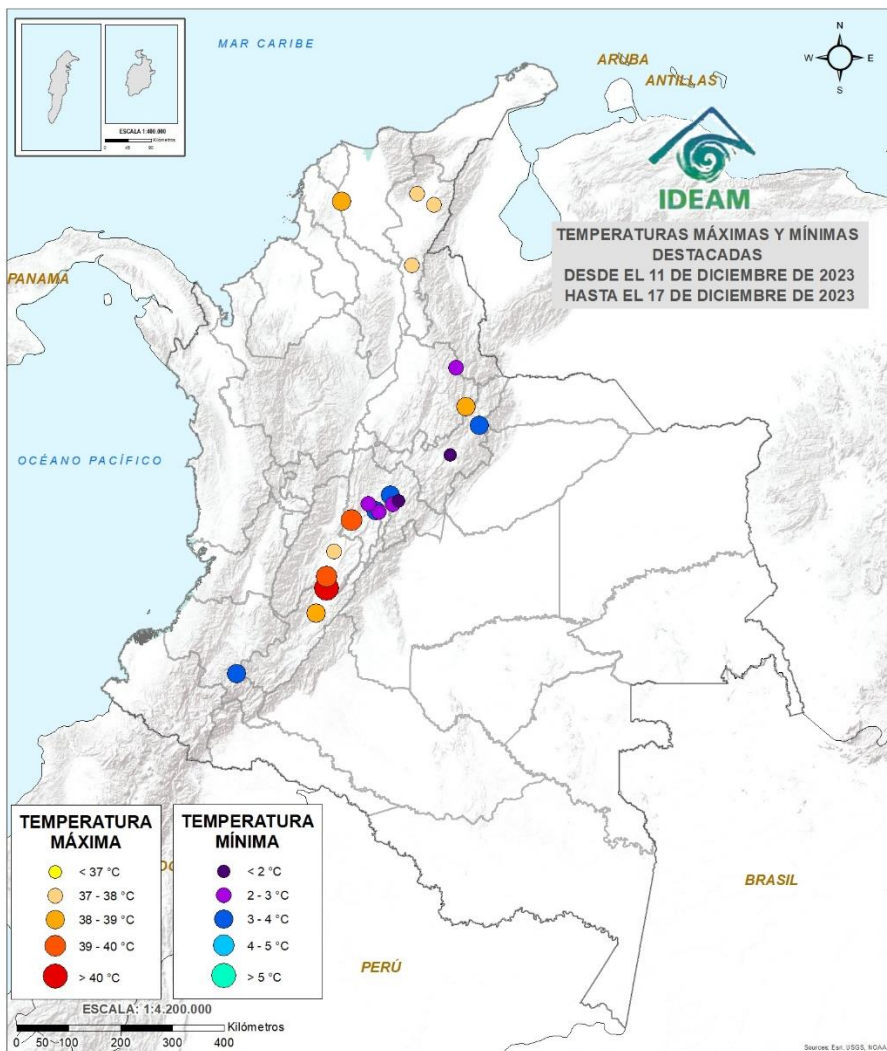 MAR CARIBE
ARUBA
ANTILLAS
N
W
E
S
ESCALA 1:400.000
Kilómetros
IDEAM
TEMPERATURAS MÁXIMAS Y MÍNIMAS
DESTACADAS
DESDE EL 11 DE DICIEMBRE DE 2023
HASTA EL 17 DE DICIEMBRE DE 2023
PANAMA
OCÉANO PACÍFICO
BRASIL
PERÚ
TEMPERATURA
MÁXIMA
< 37 °C
37 - 38 °C
38 - 39 °C
39 - 40 °C
> 40 °C
TEMPERATURA
MÍNIMA
< 2 °C
2 - 3 °C
3 - 4 °C
4 - 5 °C
> 5 °C
ESCALA: 1:4.200.000
0 50 100 200 300 400
Kilómetros
Sources: Esri, USGS, NOAA